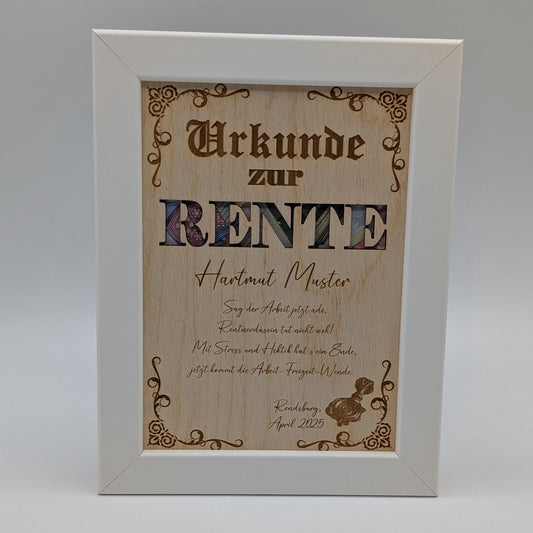 Urkunde
zur
RENTE
Hartmut Muster
Sag der Arbeit jetzt ade,
Rentnerdasein tut nicht weh!
Mit Stress und Hektik hat's ein Ende,
jetzt kommt die Arbeit-Freizeit-Wende.
Rendsburg,
April 2025